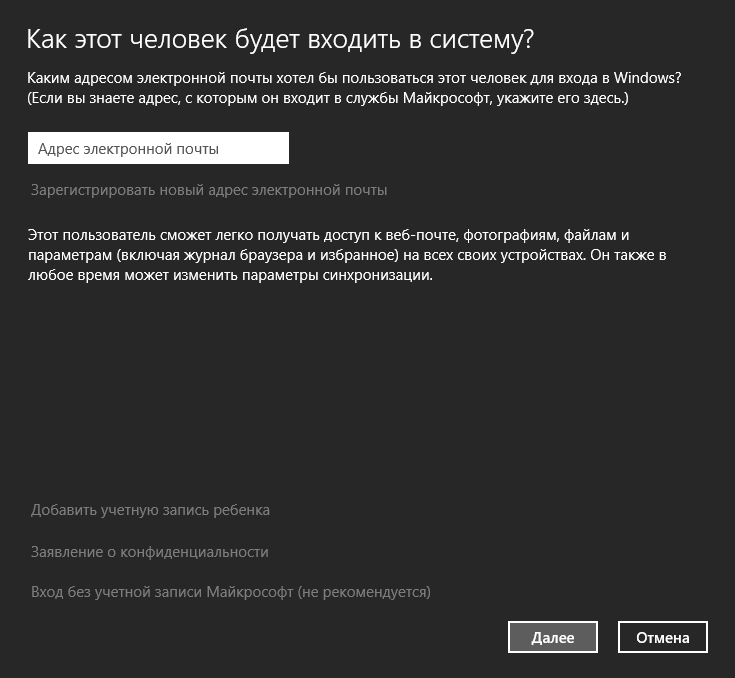 Как этот человек будет входить в систему?
Каким адресом электронной почты хотел бы пользоваться этот человек для входа в Windows?
(Если вы знаете адрес, с которым он входит в службы Майкрософт, укажите его здесь.)
Адрес электронной почты
Зарегистрировать новый адрес электронной почты
Этот пользователь сможет легко получать доступ к веб-почте, фотографиям, файлам и
параметрам (включая журнал браузера и избранное) на всех своих устройствах. Он также в
любое время может изменить параметры синхронизации.
Добавить учетную запись ребенка
Заявление о конфиденциальности
Вход без учетной записи Майкрософт (не рекомендуется)
Далее
Отмена